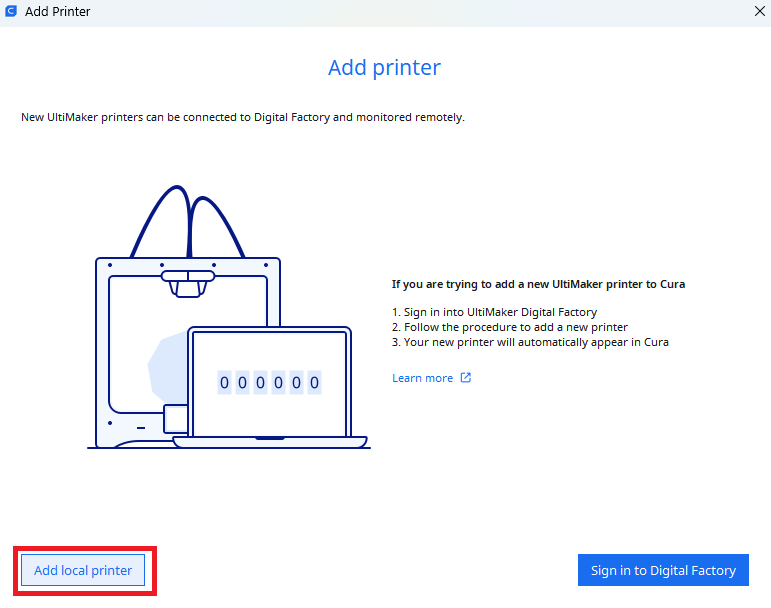 Add Printer
Add printer
New UltiMaker printers can be connected to Digital Factory and monitored remotely.
If you are trying to add a new UltiMaker printer to Cura
1. Sign in into UltiMaker Digital Factory
2. Follow the procedure to add a new printer
3. Your new printer will automatically appear in Cura
Learn more
0 0 0 0 0 0
Add local printer
Sign in to Digital Factory